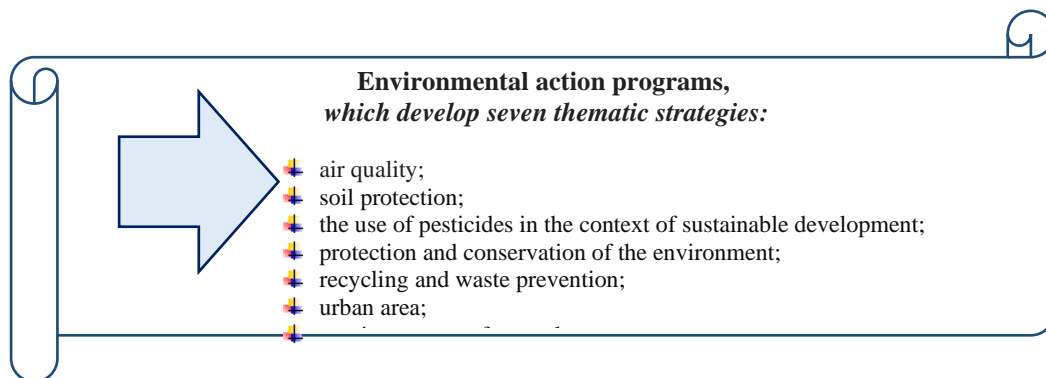 Environmental action programs,
which develop seven thematic strategies:
air quality;
soil protection;
the use of pesticides in the context of sustainable development;
protection and conservation of the environment;
recycling and waste prevention;
urban area;